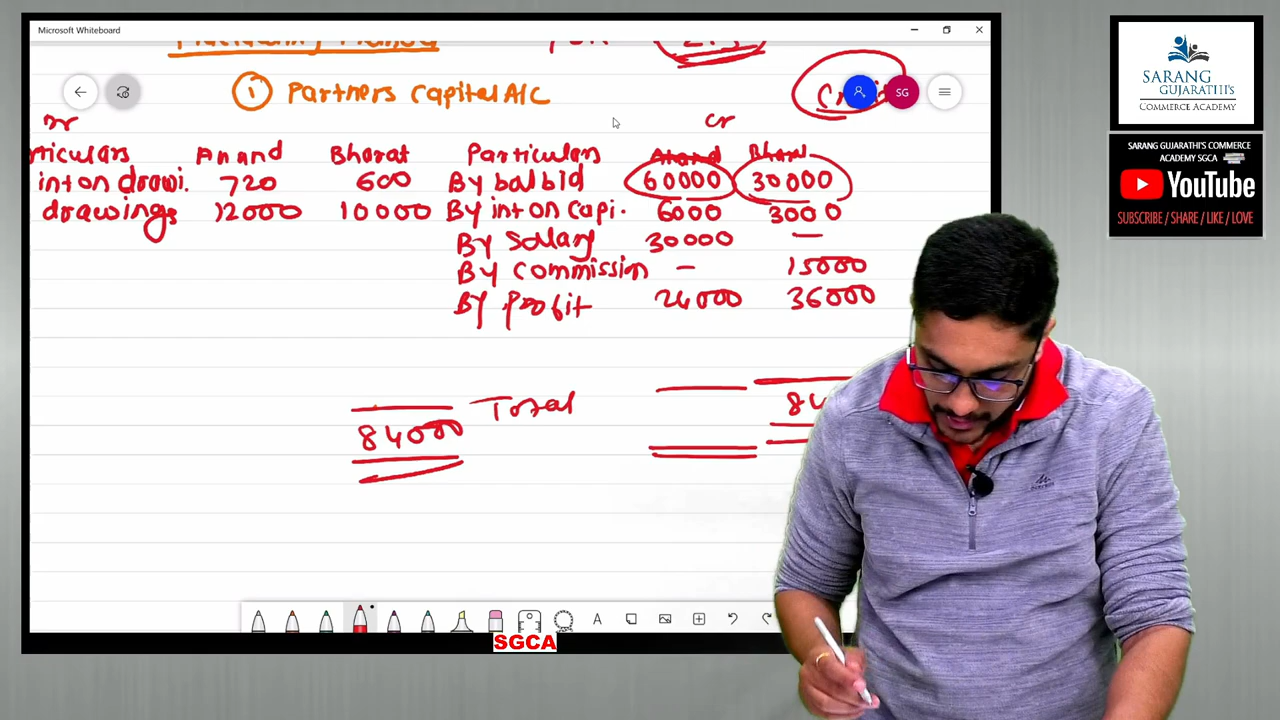 Microsoft Whiteboard
① Partners Capital A/C
SG
Dr
Cr
riculars Anand Bharat Particulars Anand Bharat
int on drawi. 720 600 By bal b/d 60000 30000
drawings 12000 10000 By int on Capi. 6000 3000
By Sallary 30000 —
By Commission - 15000
By Profit 24000 36000
Total
84000
84
A
SGCA
SARANG
GUJARATHI'S
COMMERCE ACADEMY
SARANG GUJARATHI'S COMMERCE
ACADEMY SGCA
YouTube
SUBSCRIBE / SHARE / LIKE / LOVE